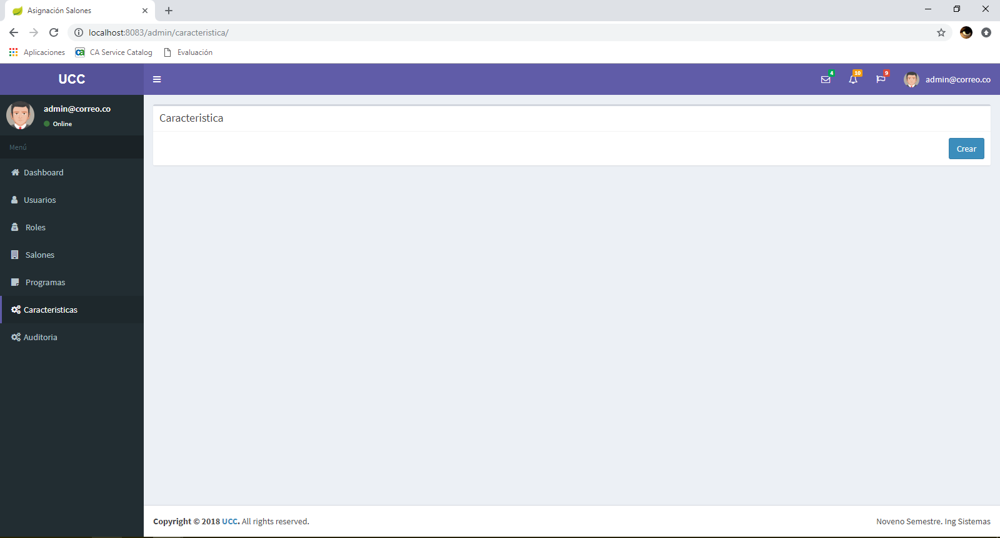 Asignación Salones
localhost:8083/admin/caracteristica/
Aplicaciones CA Service Catalog Evaluación
UCC 4 10 9 admin@correo.co
admin@correo.co
Online
Menú
Dashboard
Usuarios
Roles
Salones
Programas
Caracteristicas
Auditoria
Caracteristica
Crear
Copyright © 2018 UCC. All rights reserved. Noveno Semestre. Ing Sistemas